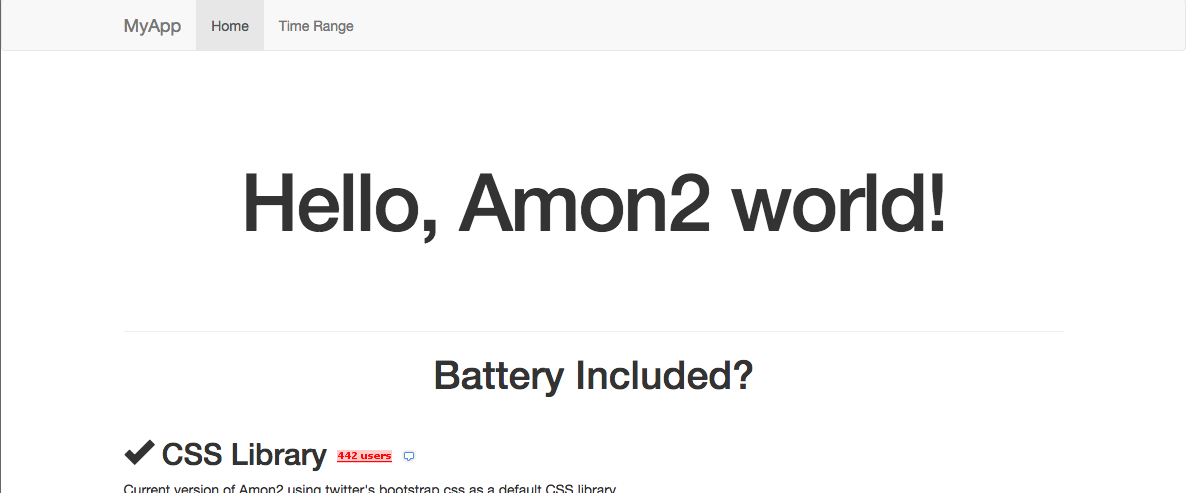 MyApp Home Time Range
Hello, Amon2 world!
Battery Included?
CSS Library 442 users
Current version of Amon2 using twitter's bootstrap.css as a default CSS library